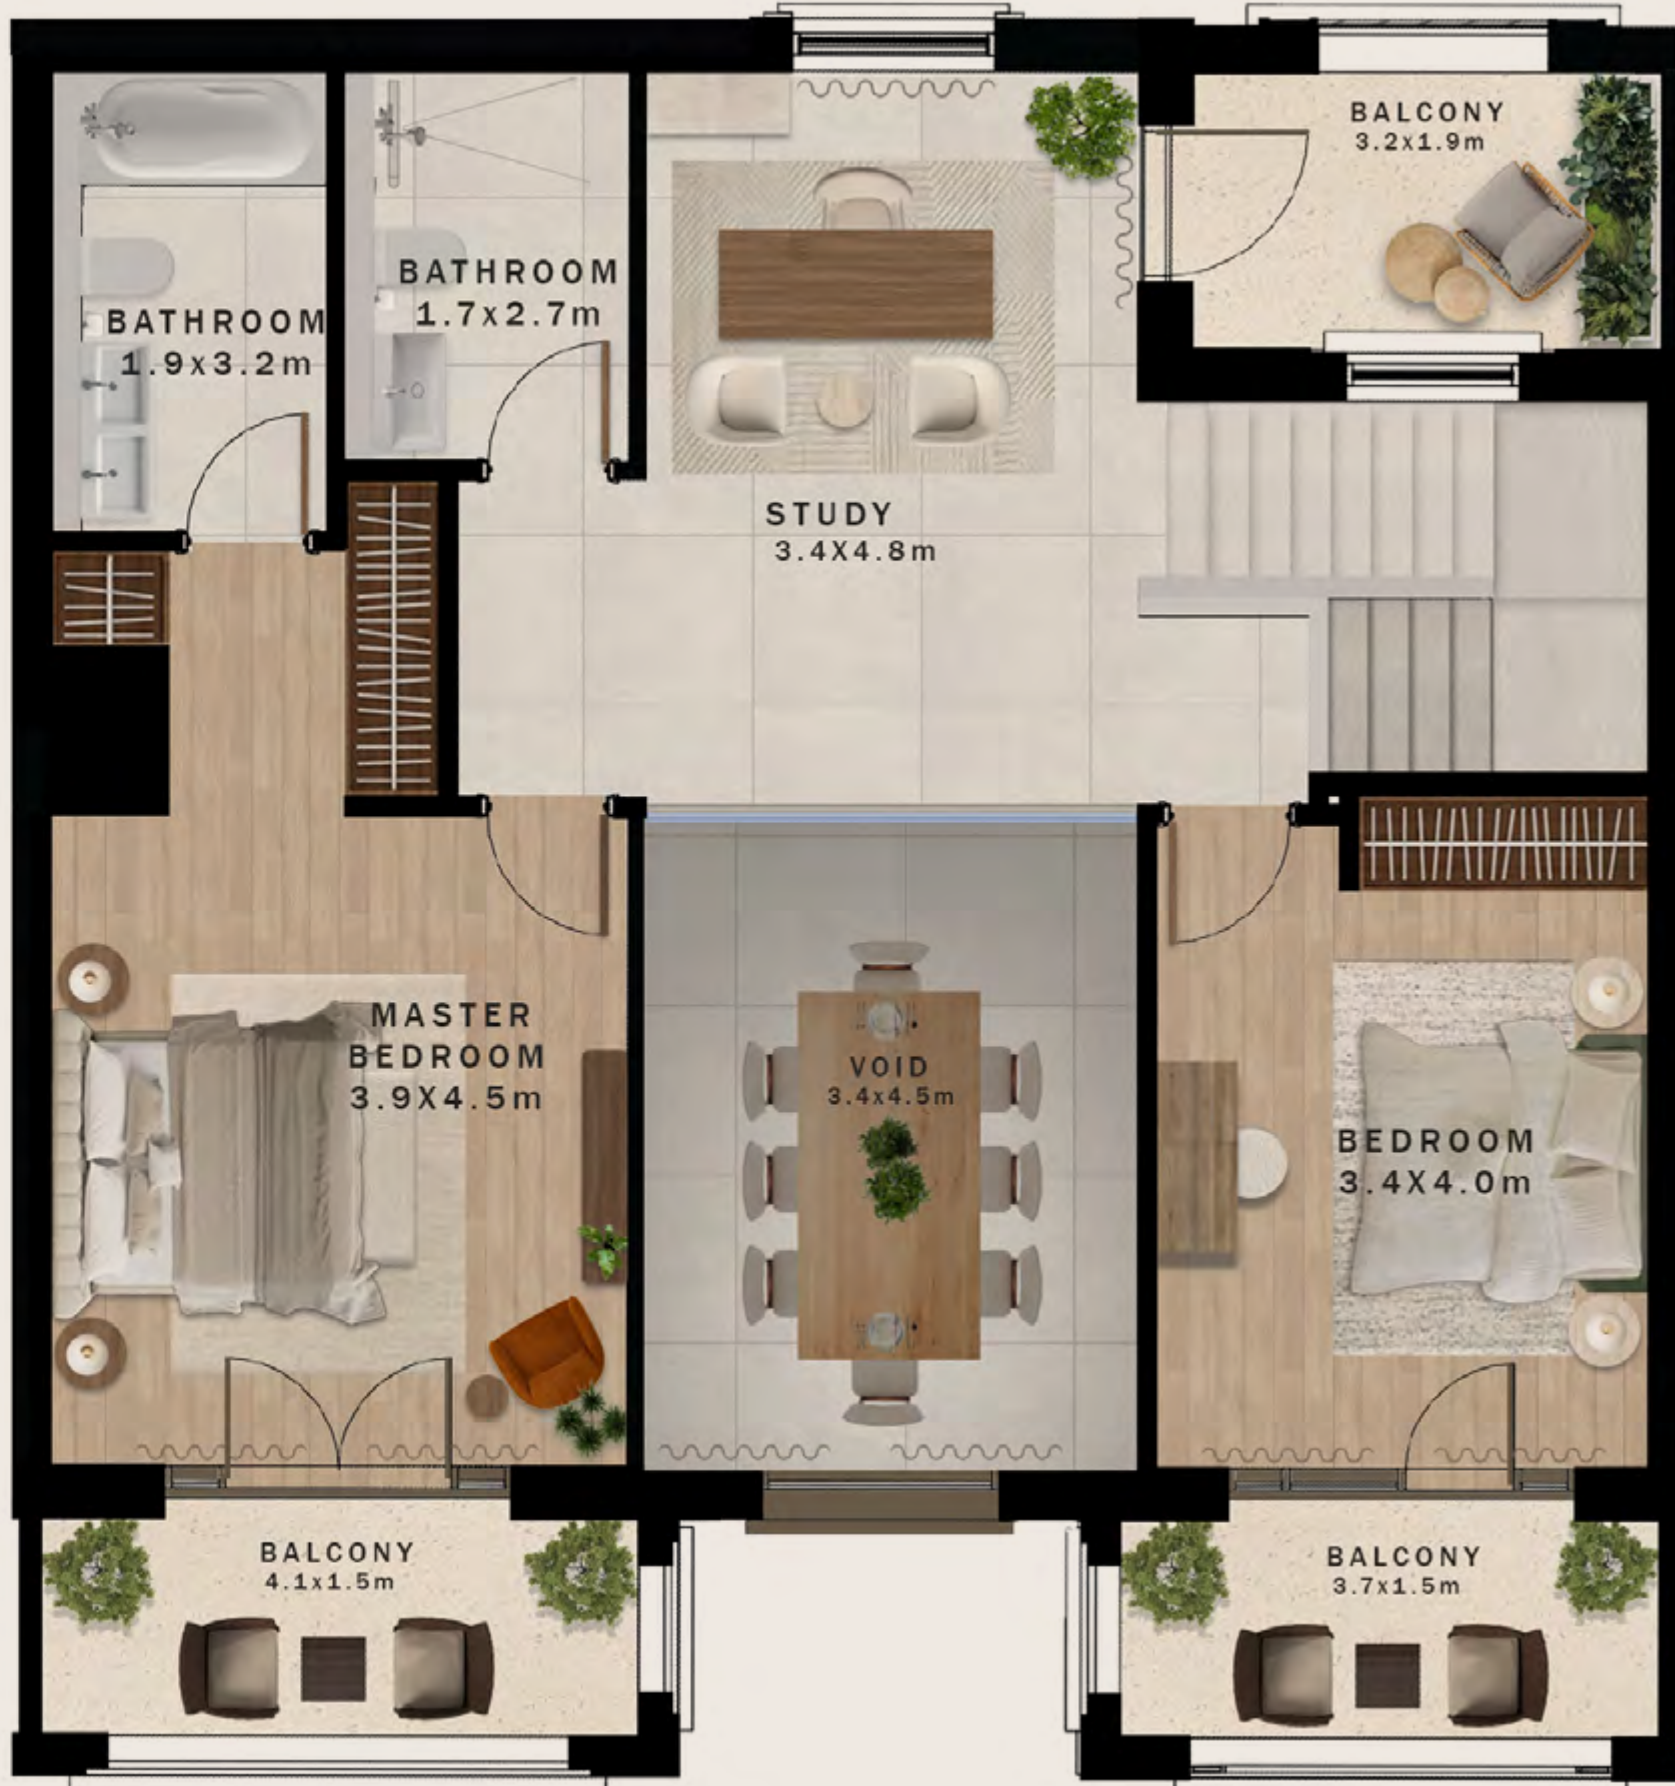 BALCONY
3.2x1.9m
BATHROOM
1.7x2.7m
BATHROOM
1.9x3.2m
STUDY
3.4X4.8m
MASTER
BEDROOM
3.9X4.5m
VOID
3.4x4.5m
BEDROOM
3.4X4.0m
BALCONY
4.1x1.5m
BALCONY
3.7x1.5m